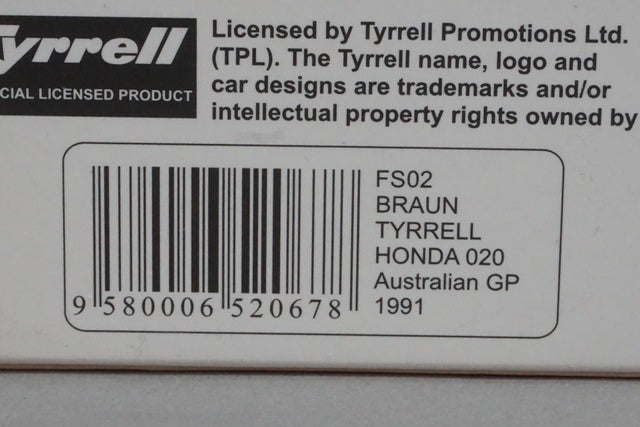 yrrell
CIAL LICENSED PRODUCT
Licensed by Tyrrell Promotions Ltd.
(TPL). The Tyrrell name, logo and
car designs are trademarks and/or
intellectual property rights owned by
FS02
BRAUN
TYRRELL
HONDA 020
Australian GP
1991
9 580006 520678